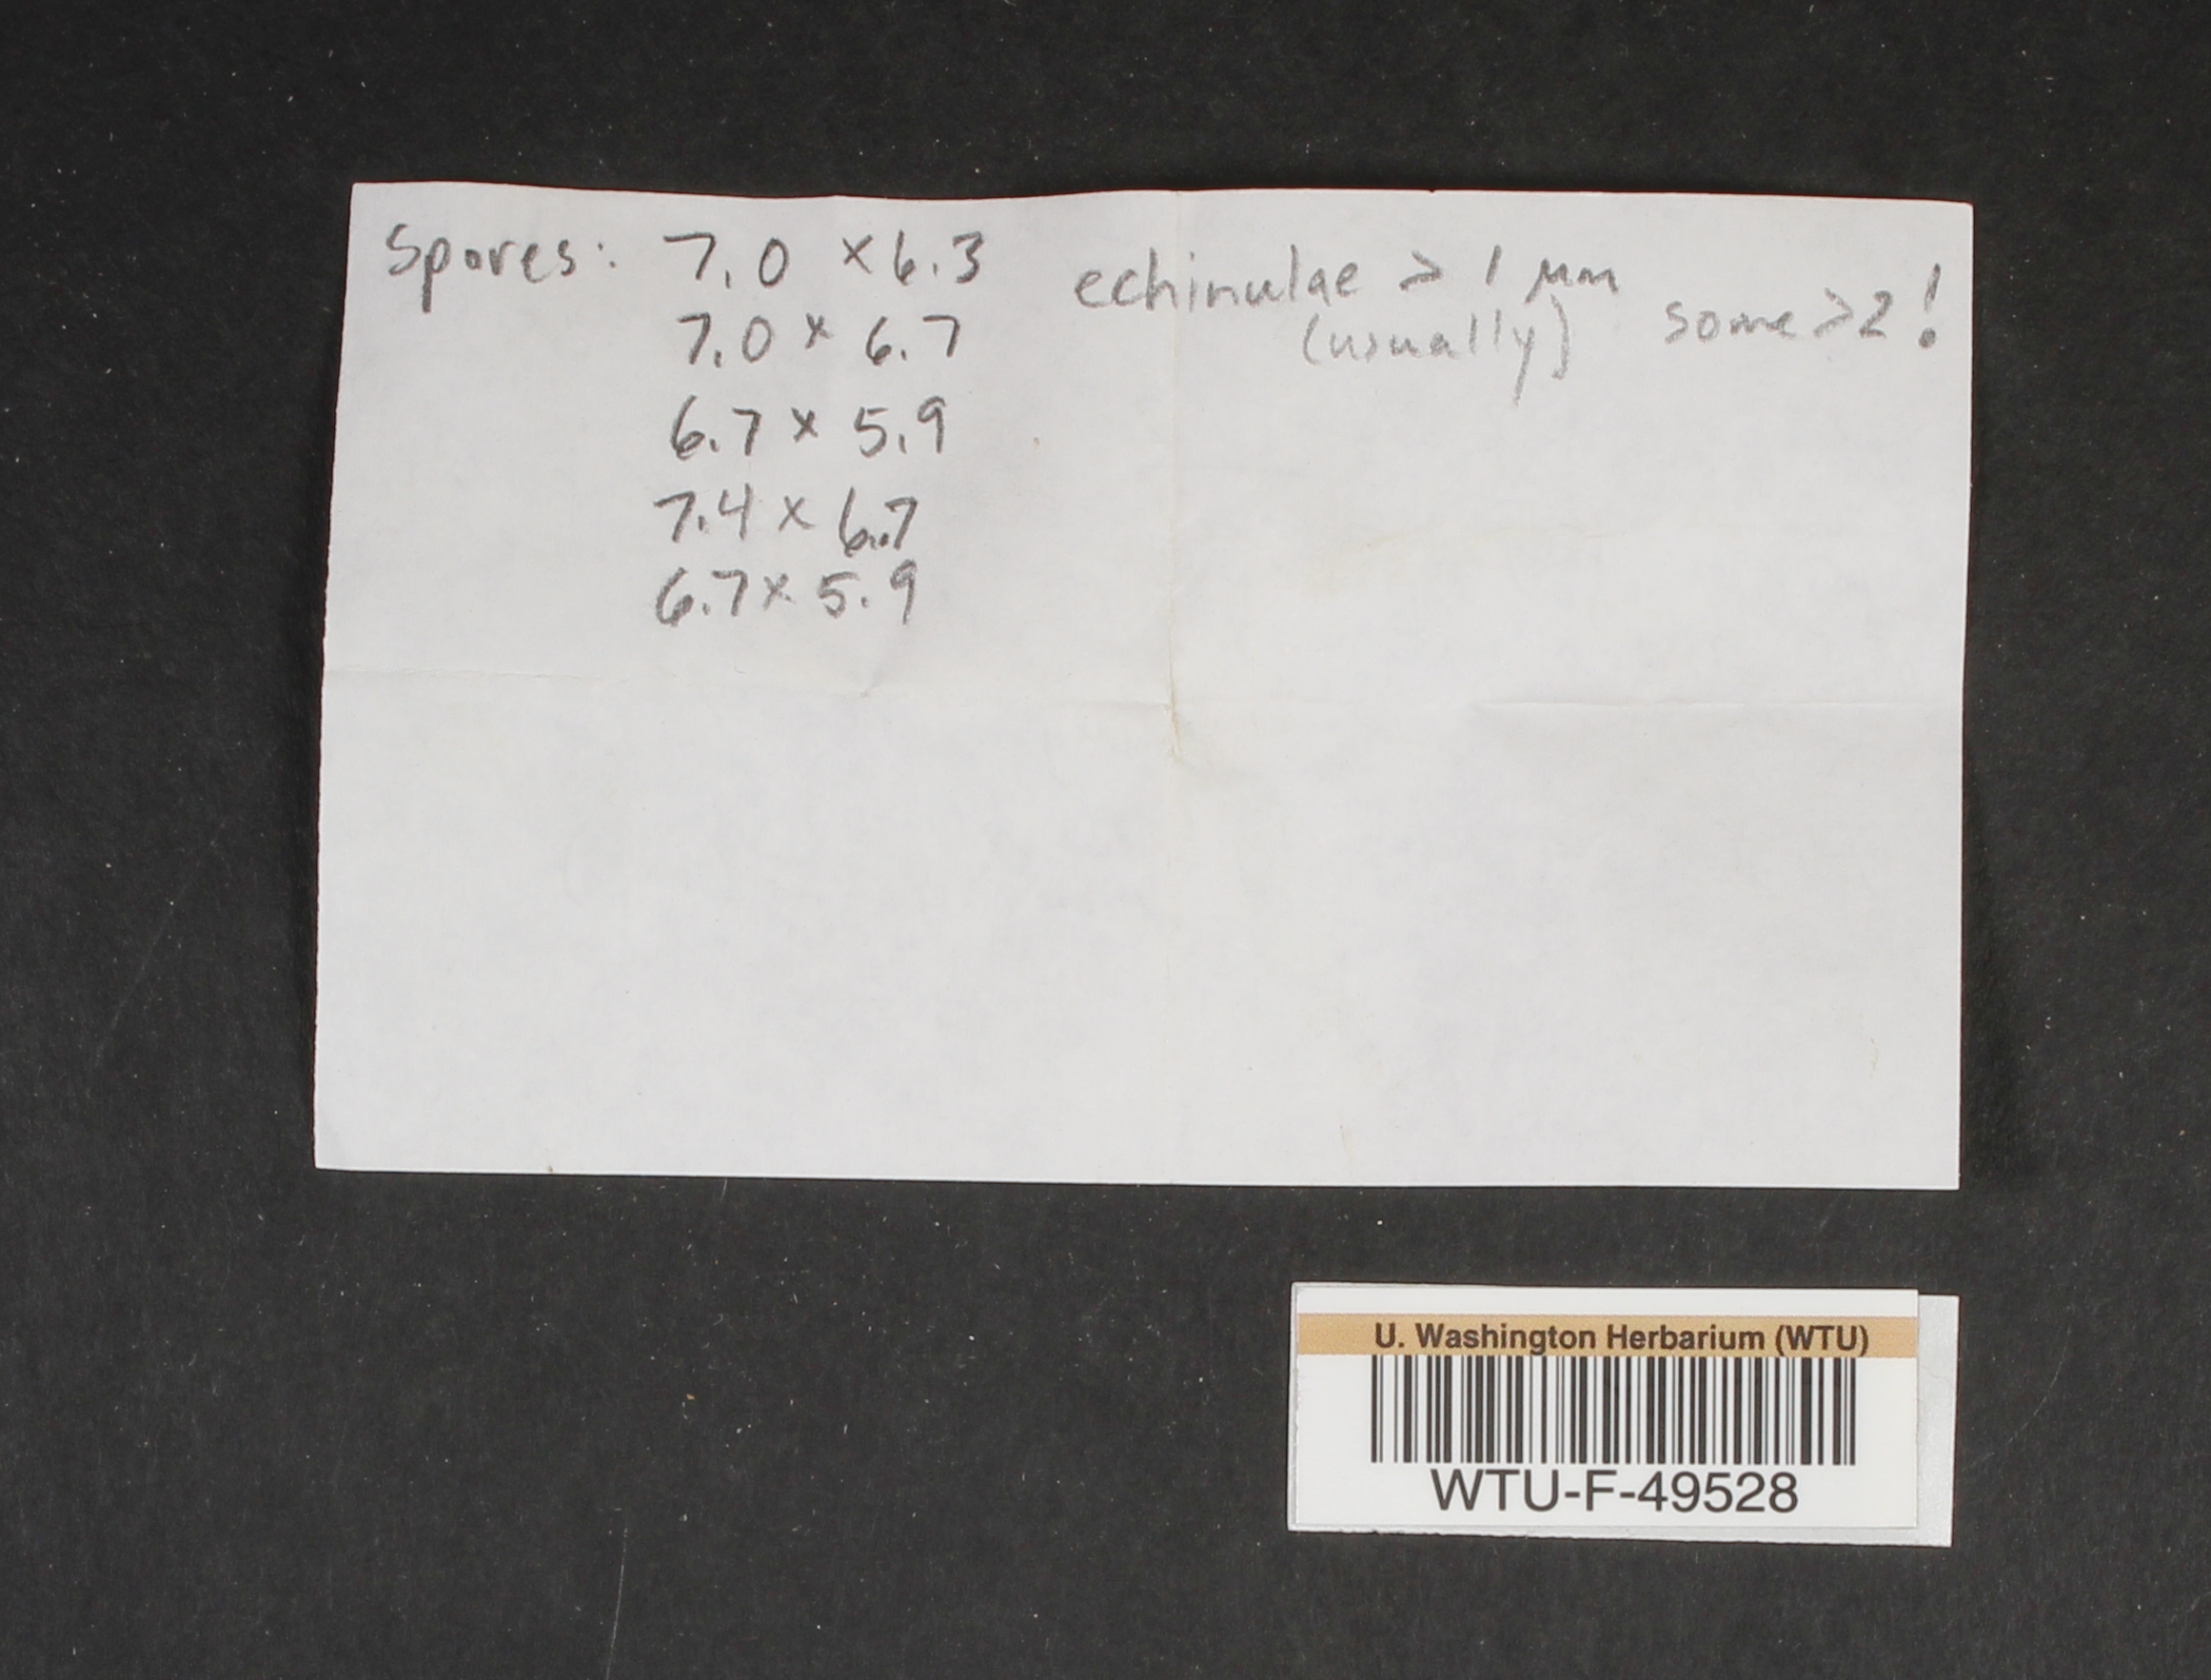 Spores: 7.0 × 6.3 echinulae > 1 µm
7.0 × 6.7 (usually) some >2!
6.7 × 5.9
7.4 × 6.7
6.7 × 5.9
U. Washington Herbarium (WTU)
WTU-F-49528